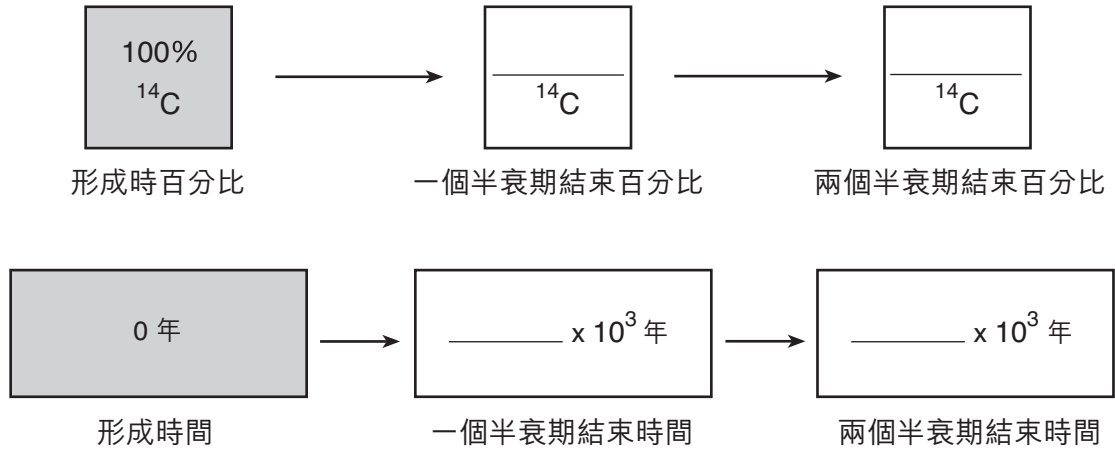 100%
¹⁴C
¹⁴C
¹⁴C
形成時百分比
一個半衰期結束百分比
兩個半衰期結束百分比
0 年
x 10³ 年
x 10³ 年
形成時間
一個半衰期結束時間
兩個半衰期結束時間